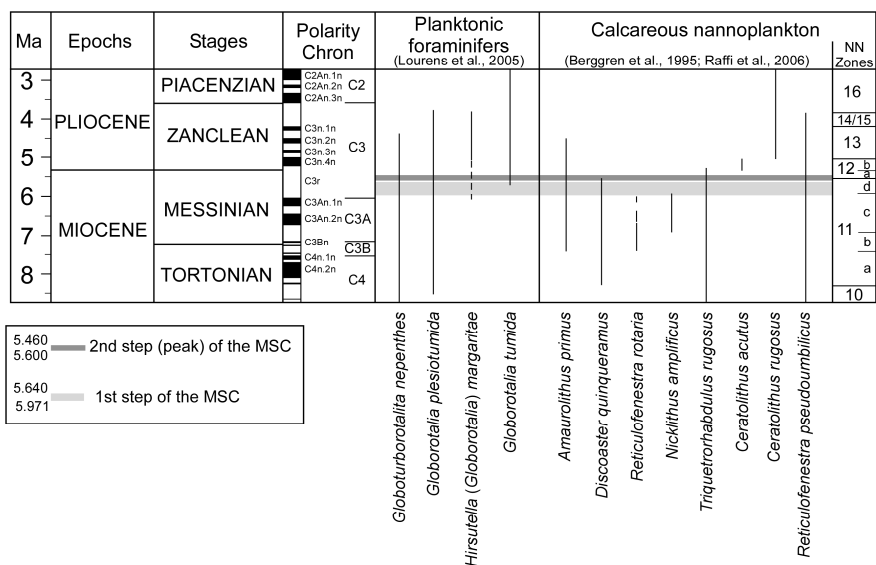 Ma
Epochs
Stages
Polarity
Chron
Planktonic
foraminifers
(Lourens et al., 2005)
Calcareous nannoplankton
(Berggren et al., 1995; Raffi et al., 2006)
NN
Zones
3
4
5
6
7
8
PLIOCENE
MIOCENE
PIACENZIAN
ZANCLEAN
MESSINIAN
TORTONIAN
C2An.1n
C2An.2n
C2An.3n
C3n.1n
C3n.2n
C3n.3n
C3n.4n
C3r
C3An.1n
C3An.2n
C3Bn
C4n.1n
C4n.2n
C2
C3
C3A
C3B
C4
16
14/15
13
12
b
a
11
d
c
b
a
10
5.460
5.600
2nd step (peak) of the MSC
5.640
5.971
1st step of the MSC
Globoturborotalita nepenthes
Globorotalia plesiotumida
Hirsutella (Globorotalia) margaritae
Globorotalia tumida
Amaurolithus primus
Discoaster quinqueramus
Reticulofenestra rotaria
Nicklithus amplificus
Triquetrorhabdulus rugosus
Ceratolithus acutus
Ceratolithus rugosus
Reticulofenestra pseudoumbilicus